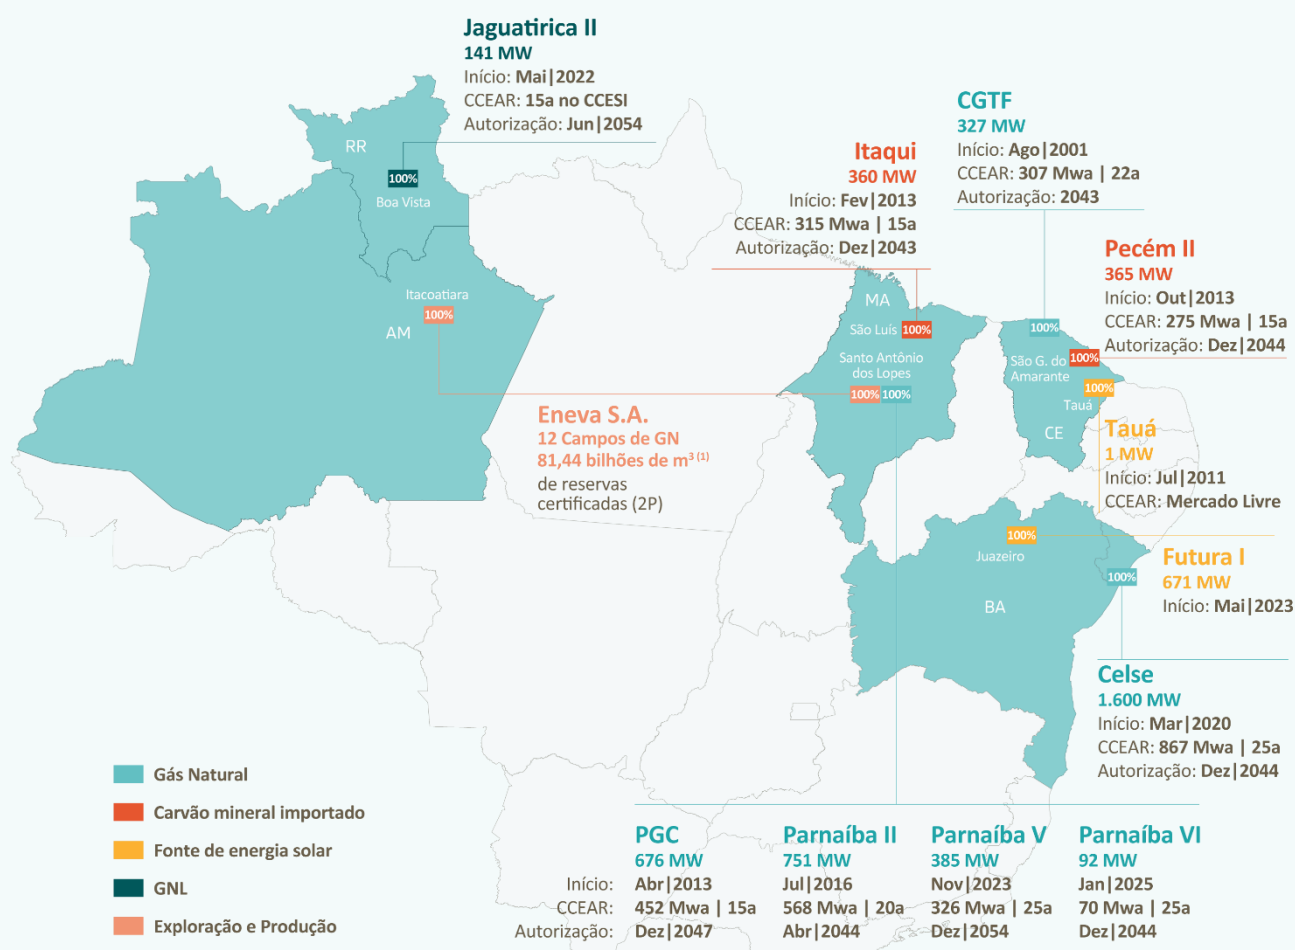 Jaguatirica II
141 MW
Início: Mai|2022
CCEAR: 15a no CCESI
Autorização: Jun|2054
CGTF
327 MW
Início: Ago|2001
CCEAR: 307 Mwa | 22a
Autorização: 2043
Itaqui
360 MW
Início: Fev|2013
CCEAR: 315 Mwa | 15a
Autorização: Dez|2043
Pecém II
365 MW
Início: Out|2013
CCEAR: 275 Mwa | 15a
Autorização: Dez|2044
RR
100%
Boa Vista
Itacoatiara
100%
AM
MA
São Luís 100%
Santo Antônio
dos Lopes
100% 100%
100%
100%
São G. do
Amarante
100%
Tauá
CE
Eneva S.A.
12 Campos de GN
81,44 bilhões de m³ (1)
de reservas
certificadas (2P)
Tauá
1 MW
Início: Jul|2011
CCEAR: Mercado Livre
100%
Juazeiro
BA
100%
Futura I
671 MW
Início: Mai|2023
Celse
1.600 MW
Início: Mar|2020
CCEAR: 867 Mwa | 25a
Autorização: Dez|2044
Gás Natural
Carvão mineral importado
Fonte de energia solar
GNL
Exploração e Produção
PGC Parnaíba II Parnaíba V Parnaíba VI
676 MW 751 MW 385 MW 92 MW
Início: Abr|2013 Jul|2016 Nov|2023 Jan|2025
CCEAR: 452 Mwa | 15a 568 Mwa | 20a 326 Mwa | 25a 70 Mwa | 25a
Autorização: Dez|2047 Abr|2044 Dez|2054 Dez|2044